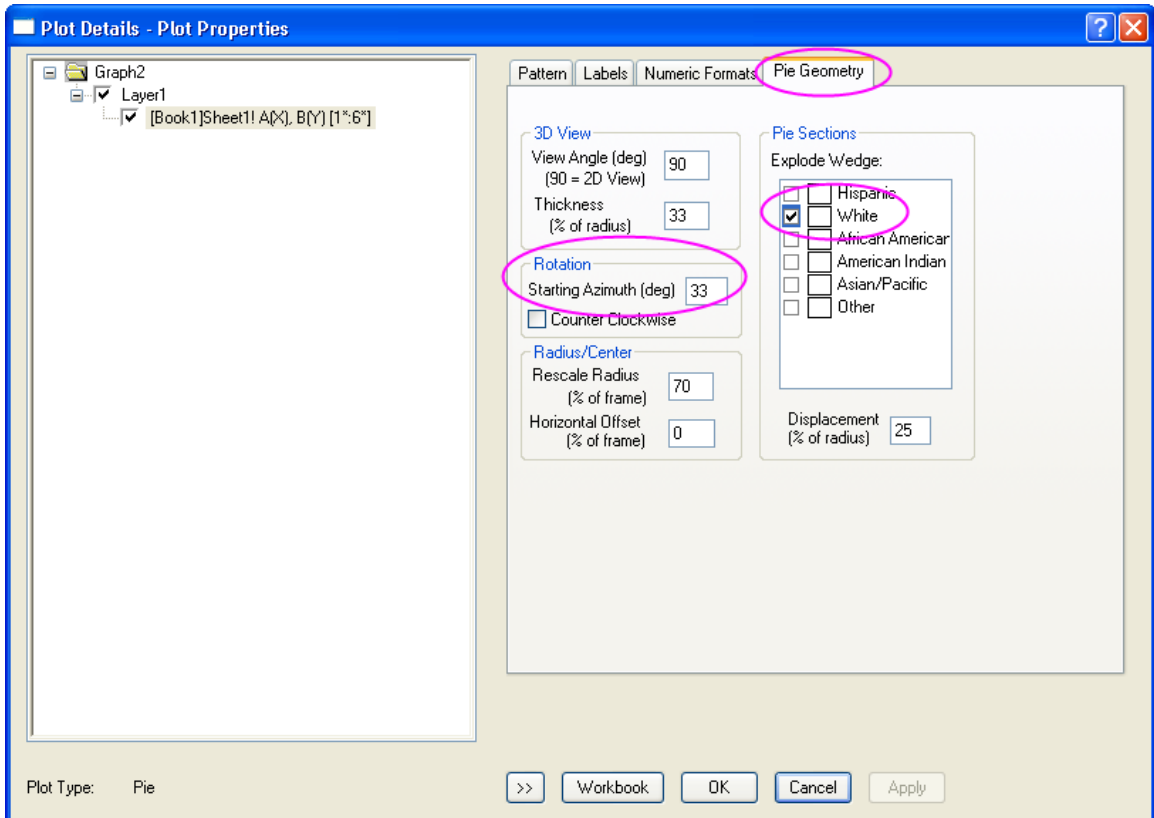 Plot Details - Plot Properties
Graph2
Layer1
[Book1]Sheet1! A(X), B(Y) [1*:6*]
Pattern Labels Numeric Formats Pie Geometry
3D View
View Angle (deg) 90
(90 = 2D View)
Thickness 33
(% of radius)
Rotation
Starting Azimuth (deg) 33
Counter Clockwise
Radius/Center
Rescale Radius 70
(% of frame)
Horizontal Offset 0
(% of frame)
Pie Sections
Explode Wedge:
Hispanic
White
African American
American Indian
Asian/Pacific
Other
Displacement 25
(% of radius)
Plot Type: Pie
>> Workbook OK Cancel Apply